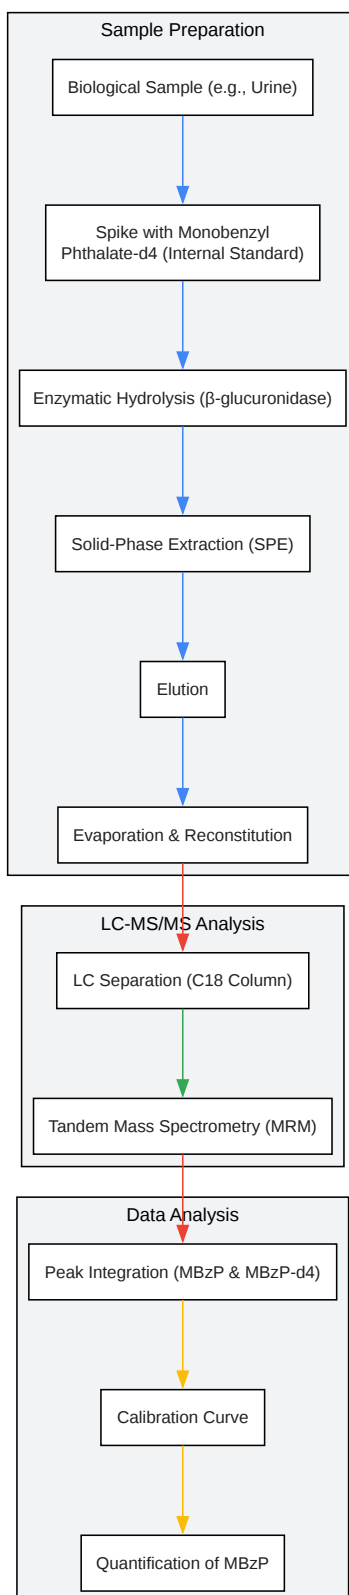 Sample Preparation
Biological Sample (e.g., Urine)
Spike with Monobenzyl
Phthalate-d4 (Internal Standard)
Enzymatic Hydrolysis (β-glucuronidase)
Solid-Phase Extraction (SPE)
Elution
Evaporation & Reconstitution
LC-MS/MS Analysis
LC Separation (C18 Column)
Tandem Mass Spectrometry (MRM)
Data Analysis
Peak Integration (MBzP & MBzP-d4)
Calibration Curve
Quantification of MBzP